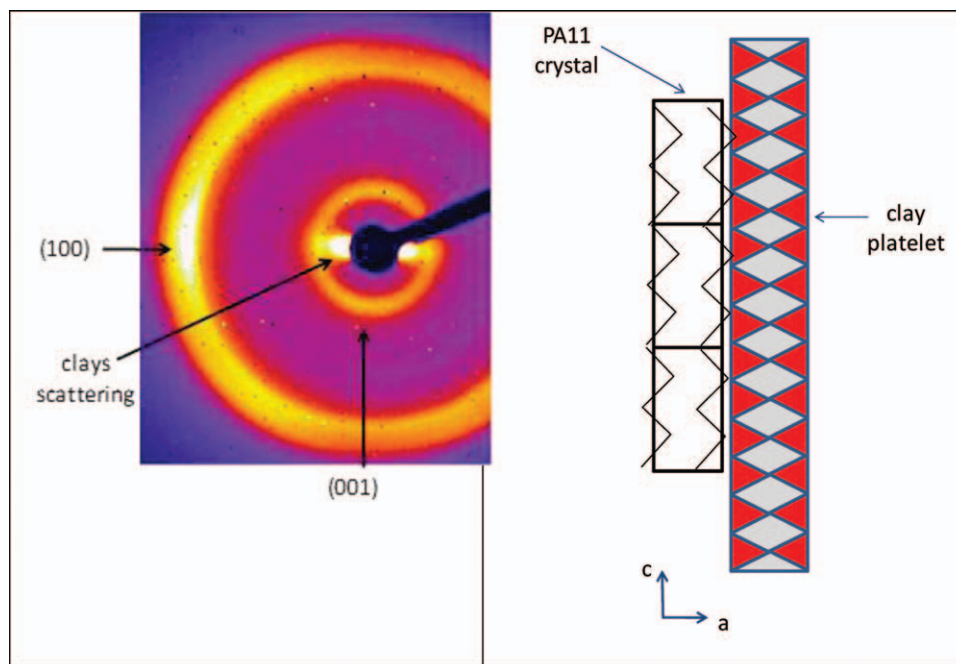 (100)
clays
scattering
(001)
PA11
crystal
clay
platelet
c
a